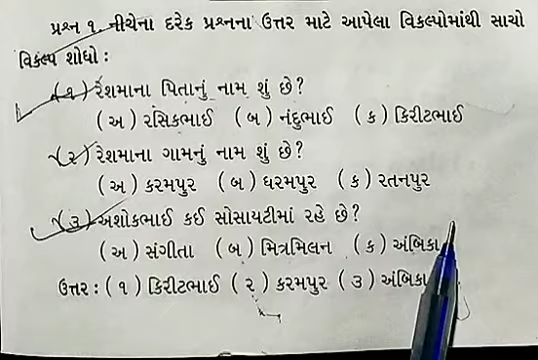 પ્રશ્ન ૧. નીચેના દરેક પ્રશ્નના ઉત્તર માટે આપેલા વિકલ્પોમાંથી સાચો
વિકલ્પ શોધો :
(૧) રેશમાના પિતાનું નામ શું છે?
(અ) રસિકભાઈ (બ) નંદુભાઈ (ક) કિરીટભાઈ
(૨) રેશમાના ગામનું નામ શું છે?
(અ) કરમપુર (બ) ધરમપુર (ક) રતનપુર
(૩) અશોકભાઈ કઈ સોસાયટીમાં રહે છે?
(અ) સંગીતા (બ) મિત્રમિલન (ક) અંબિકા
ઉત્તર : (૧) કિરીટભાઈ (૨) કરમપુર (૩) અંબિકા